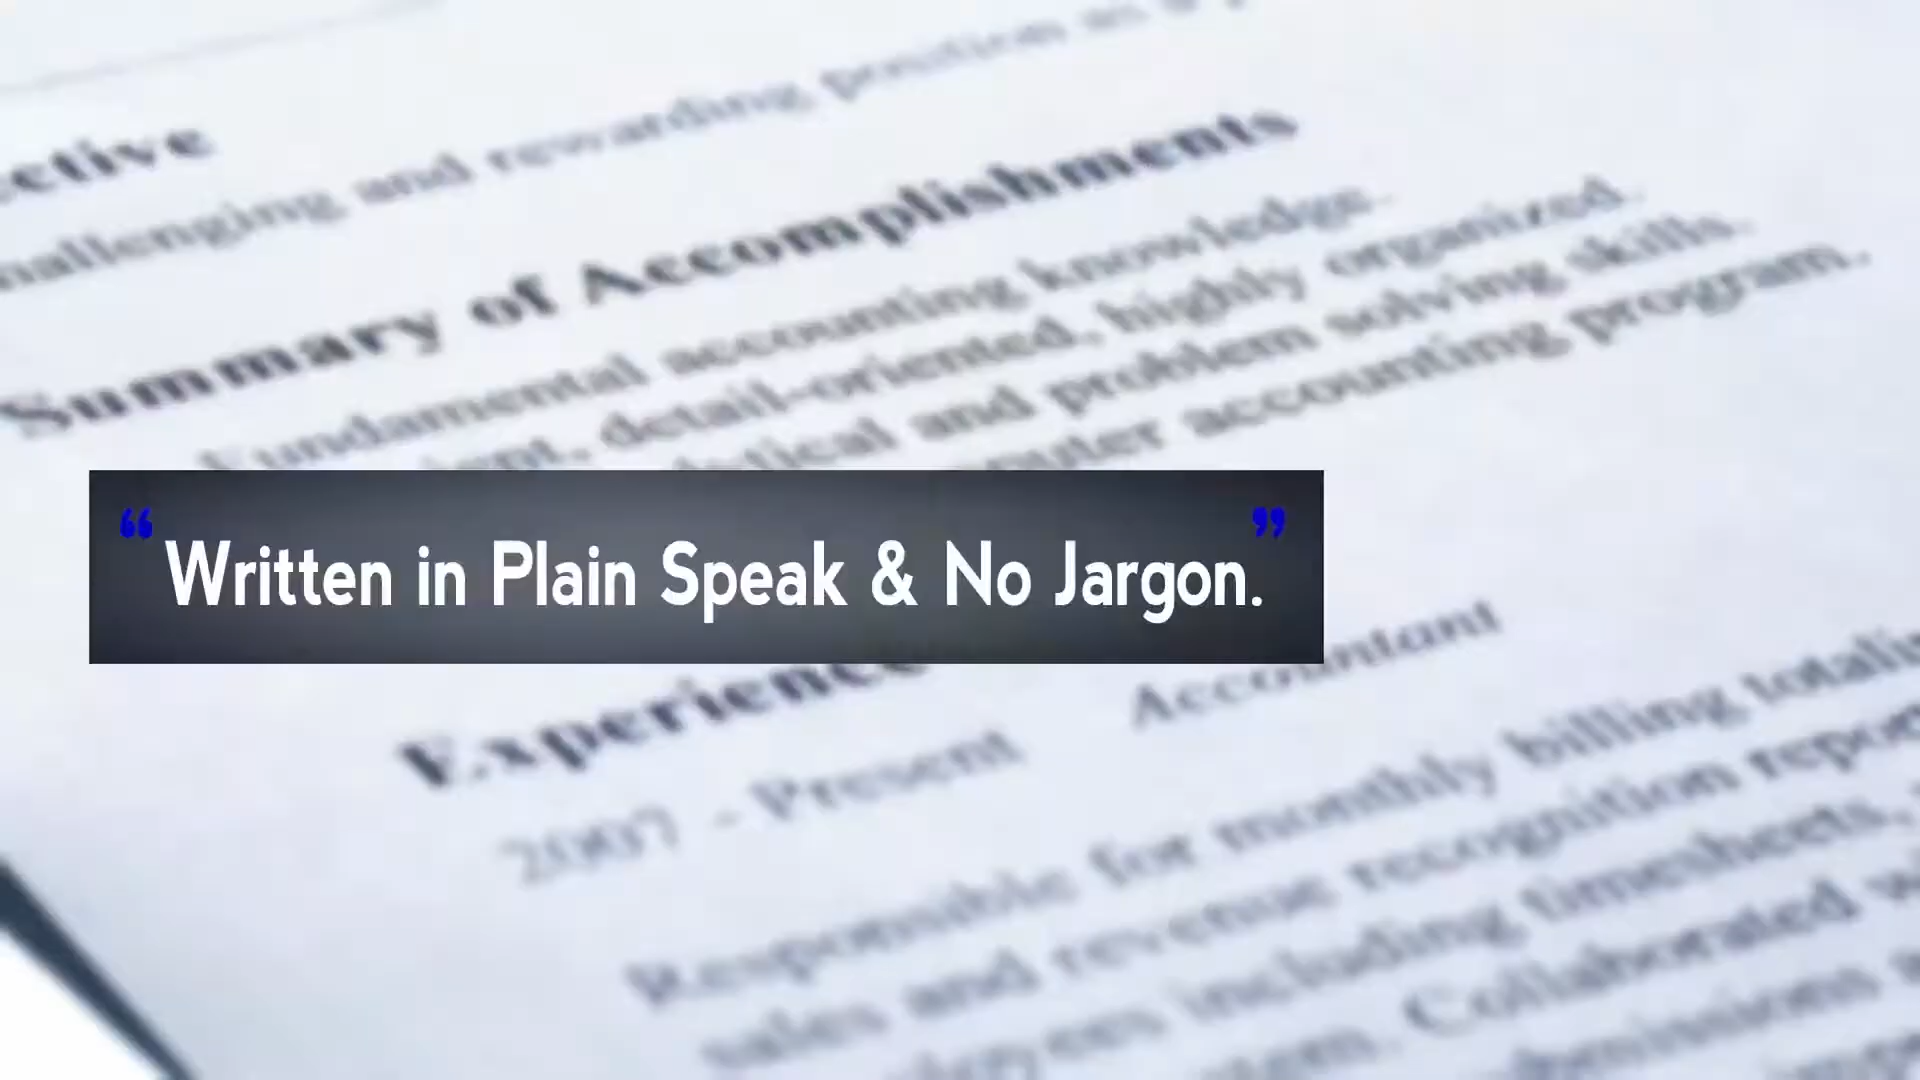 position as a
challenging and rewarding
ective
Summary of Accomplishments
Fundamental accounting knowledge.
detail-oriented, highly organized.
and problem solving skills.
accounting program.
“Written in Plain Speak & No Jargon.”
Experience
2007 - Present Accountant
Responsible for monthly billing
sales and revenue recognition
including timesheets,
Collaborated